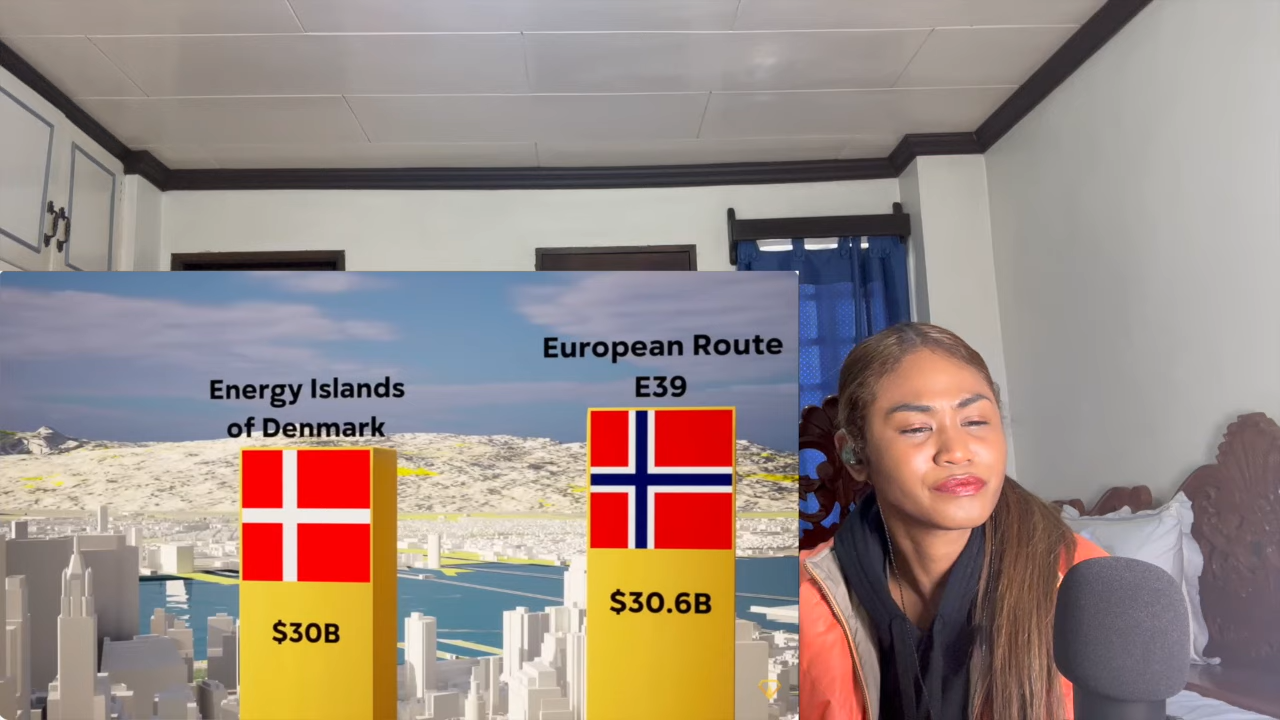 Energy Islands
of Denmark
$30B
European Route
E39
$30.6B